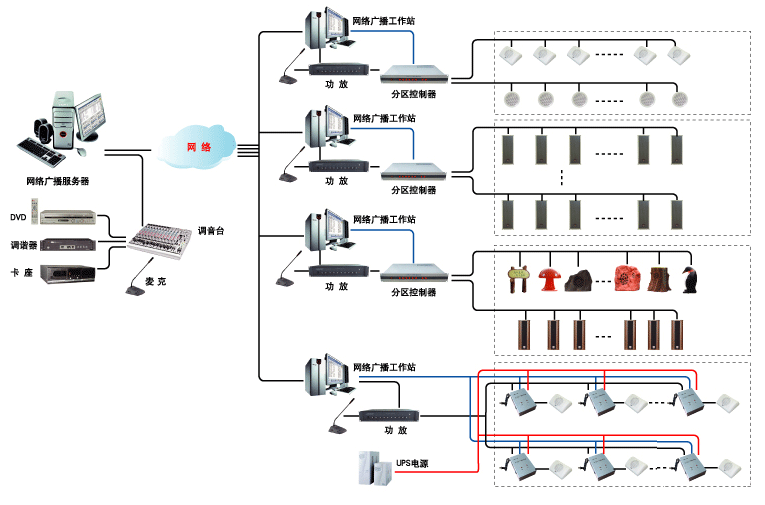 网络广播工作站
功 放
分区控制器
网络广播工作站
网 络
功 放
分区控制器
网络广播服务器
网络广播工作站
DVD
调音台
调谐器
卡 座
麦 克
功 放
分区控制器
网络广播工作站
功 放
UPS电源